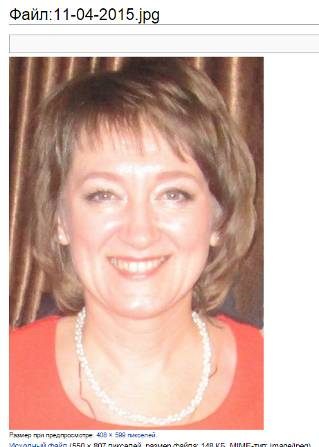 Файл:11-04-2015.jpg
Размер при предпросмотре: 408 × 599 пикселей.
Исходный файл (550 × 807 пикселей, размер файла: 148 КБ, MIME-тип: image/jpeg)